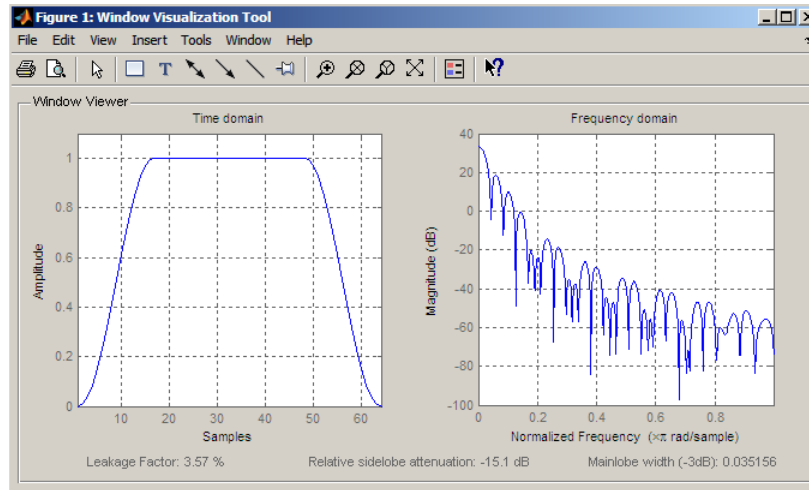 Figure 1: Window Visualization Tool
File Edit View Insert Tools Window Help
T
Window Viewer
Time domain
Frequency domain
1
0.8
0.6
0.4
0.2
0
Amplitude
10 20 30 40 50 60
Samples
40
20
0
-20
-40
-60
-80
-100
Magnitude (dB)
0 0.2 0.4 0.6 0.8
Normalized Frequency (×π rad/sample)
Leakage Factor: 3.57 %
Relative sidelobe attenuation: -15.1 dB
Mainlobe width (-3dB): 0.035156